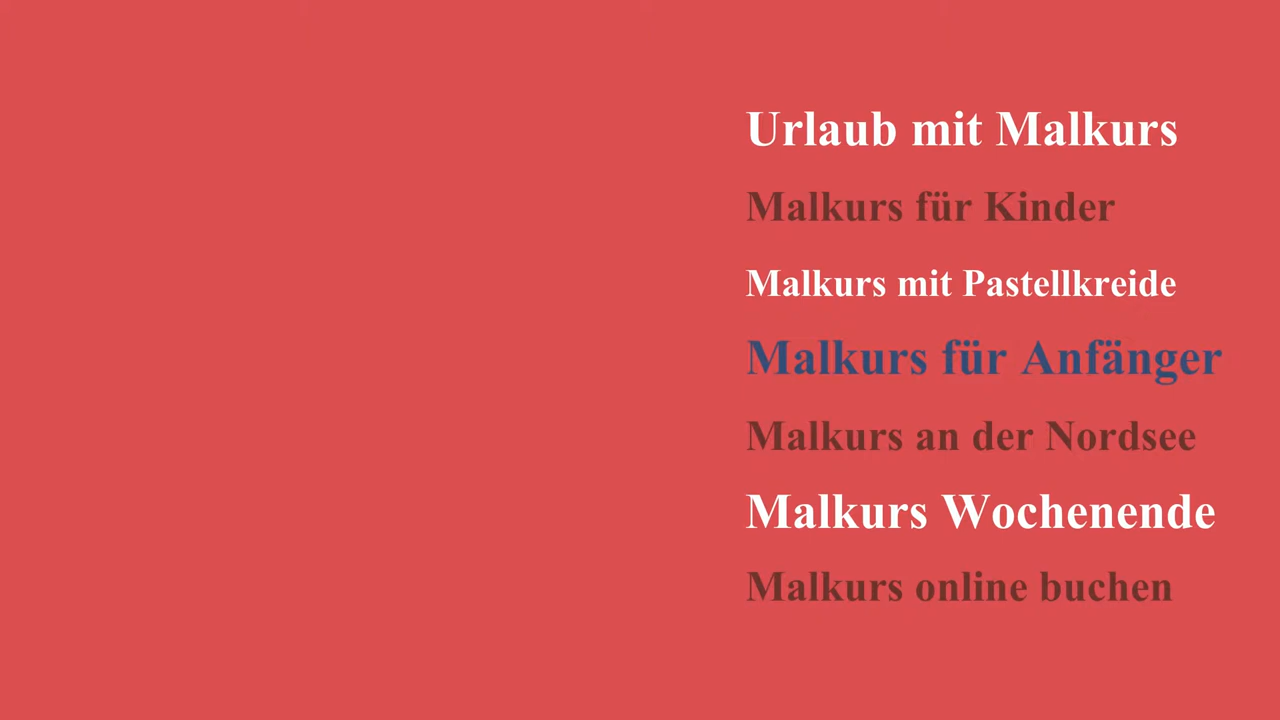 Urlaub mit Malkurs
Malkurs für Kinder
Malkurs mit Pastellkreide
Malkurs für Anfänger
Malkurs an der Nordsee
Malkurs Wochenende
Malkurs online buchen